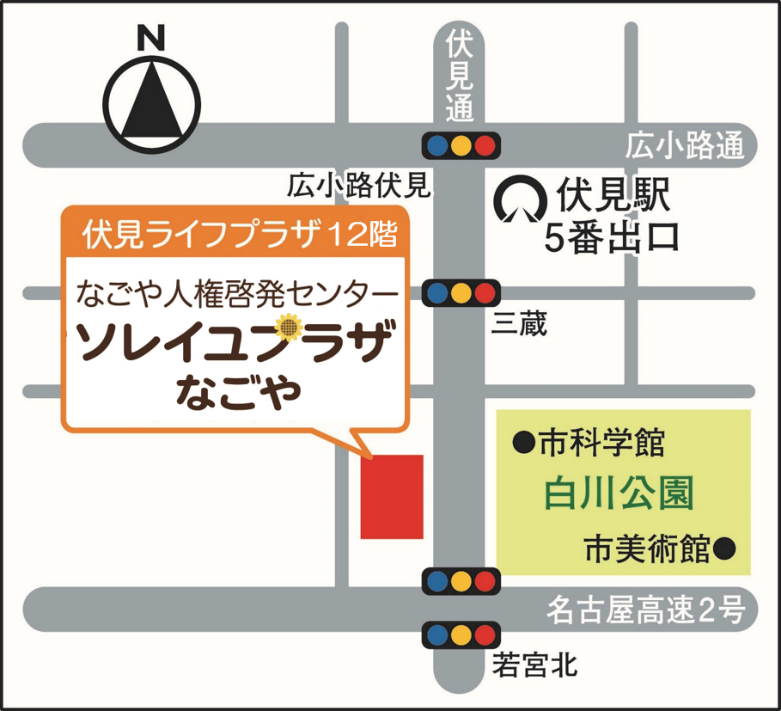 N
伏見通
広小路通
広小路伏見
伏見駅
5番出口
伏見ライフプラザ12階
なごや人権啓発センター
ソレイユプラザ
なごや
三蔵
●市科学館
白川公園
市美術館●
名古屋高速2号
若宮北